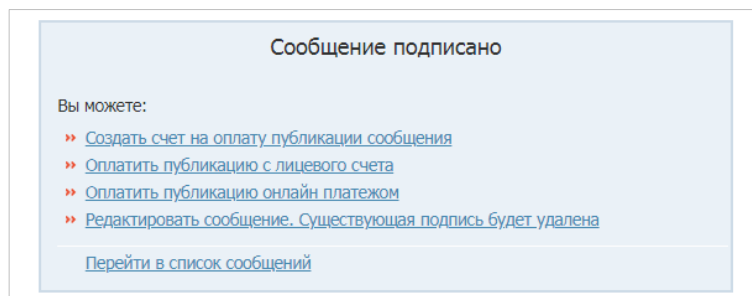 Сообщение подписано
Вы можете:
» Создать счет на оплату публикации сообщения
» Оплатить публикацию с лицевого счета
» Оплатить публикацию онлайн платежом
» Редактировать сообщение. Существующая подпись будет удалена
Перейти в список сообщений